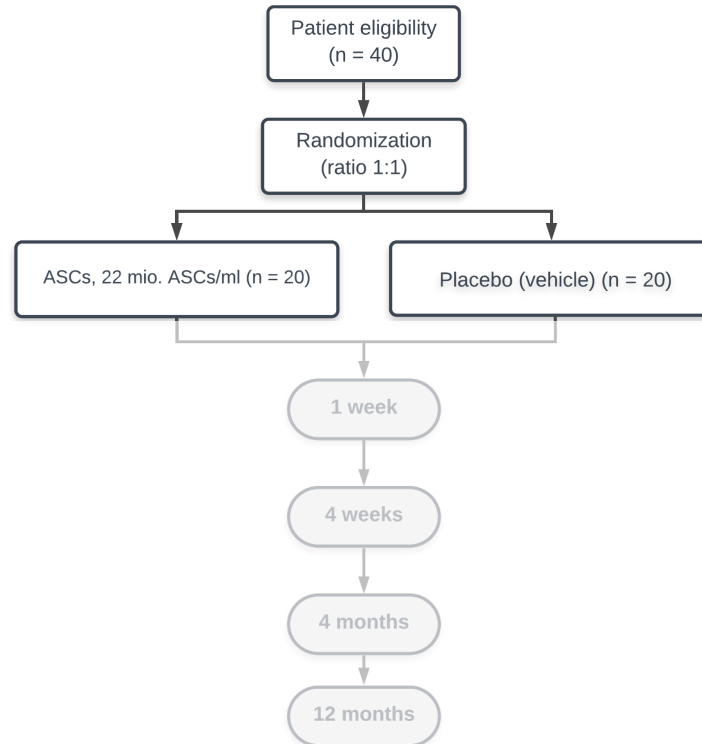 Patient eligibility
(n = 40)
Randomization
(ratio 1:1)
ASCs, 22 mio. ASCs/ml (n = 20)
Placebo (vehicle) (n = 20)
1 week
4 weeks
4 months
12 months